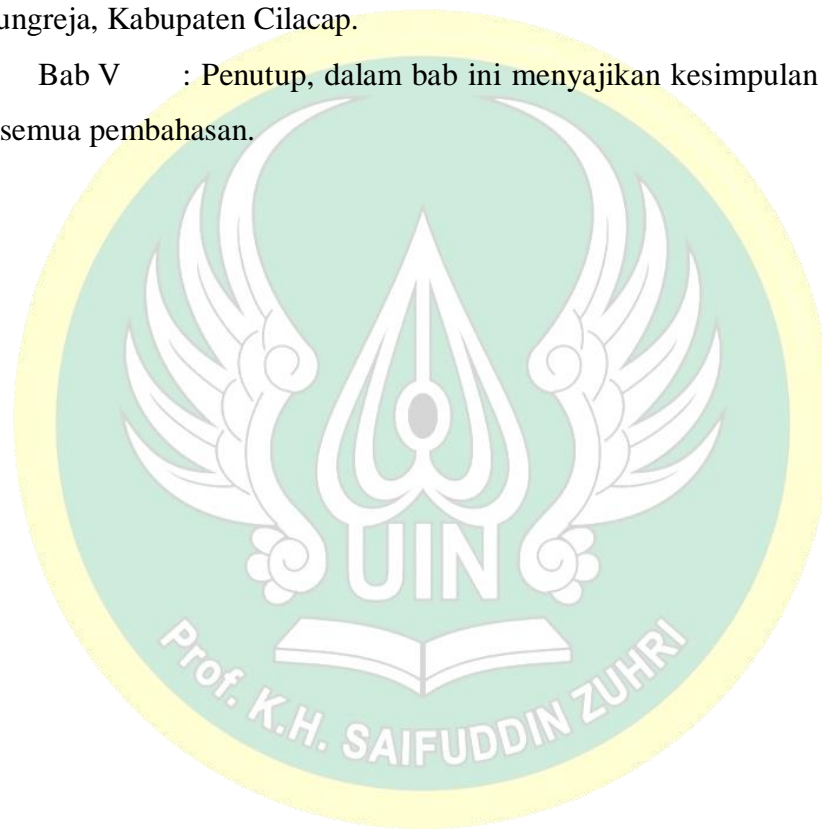 ungreja, Kabupaten Cilacap.
Bab V : Penutup, dalam bab ini menyajikan kesimpulan
semua pembahasan.
UIN
Prof. K.H. SAIFUDDIN ZUHRI